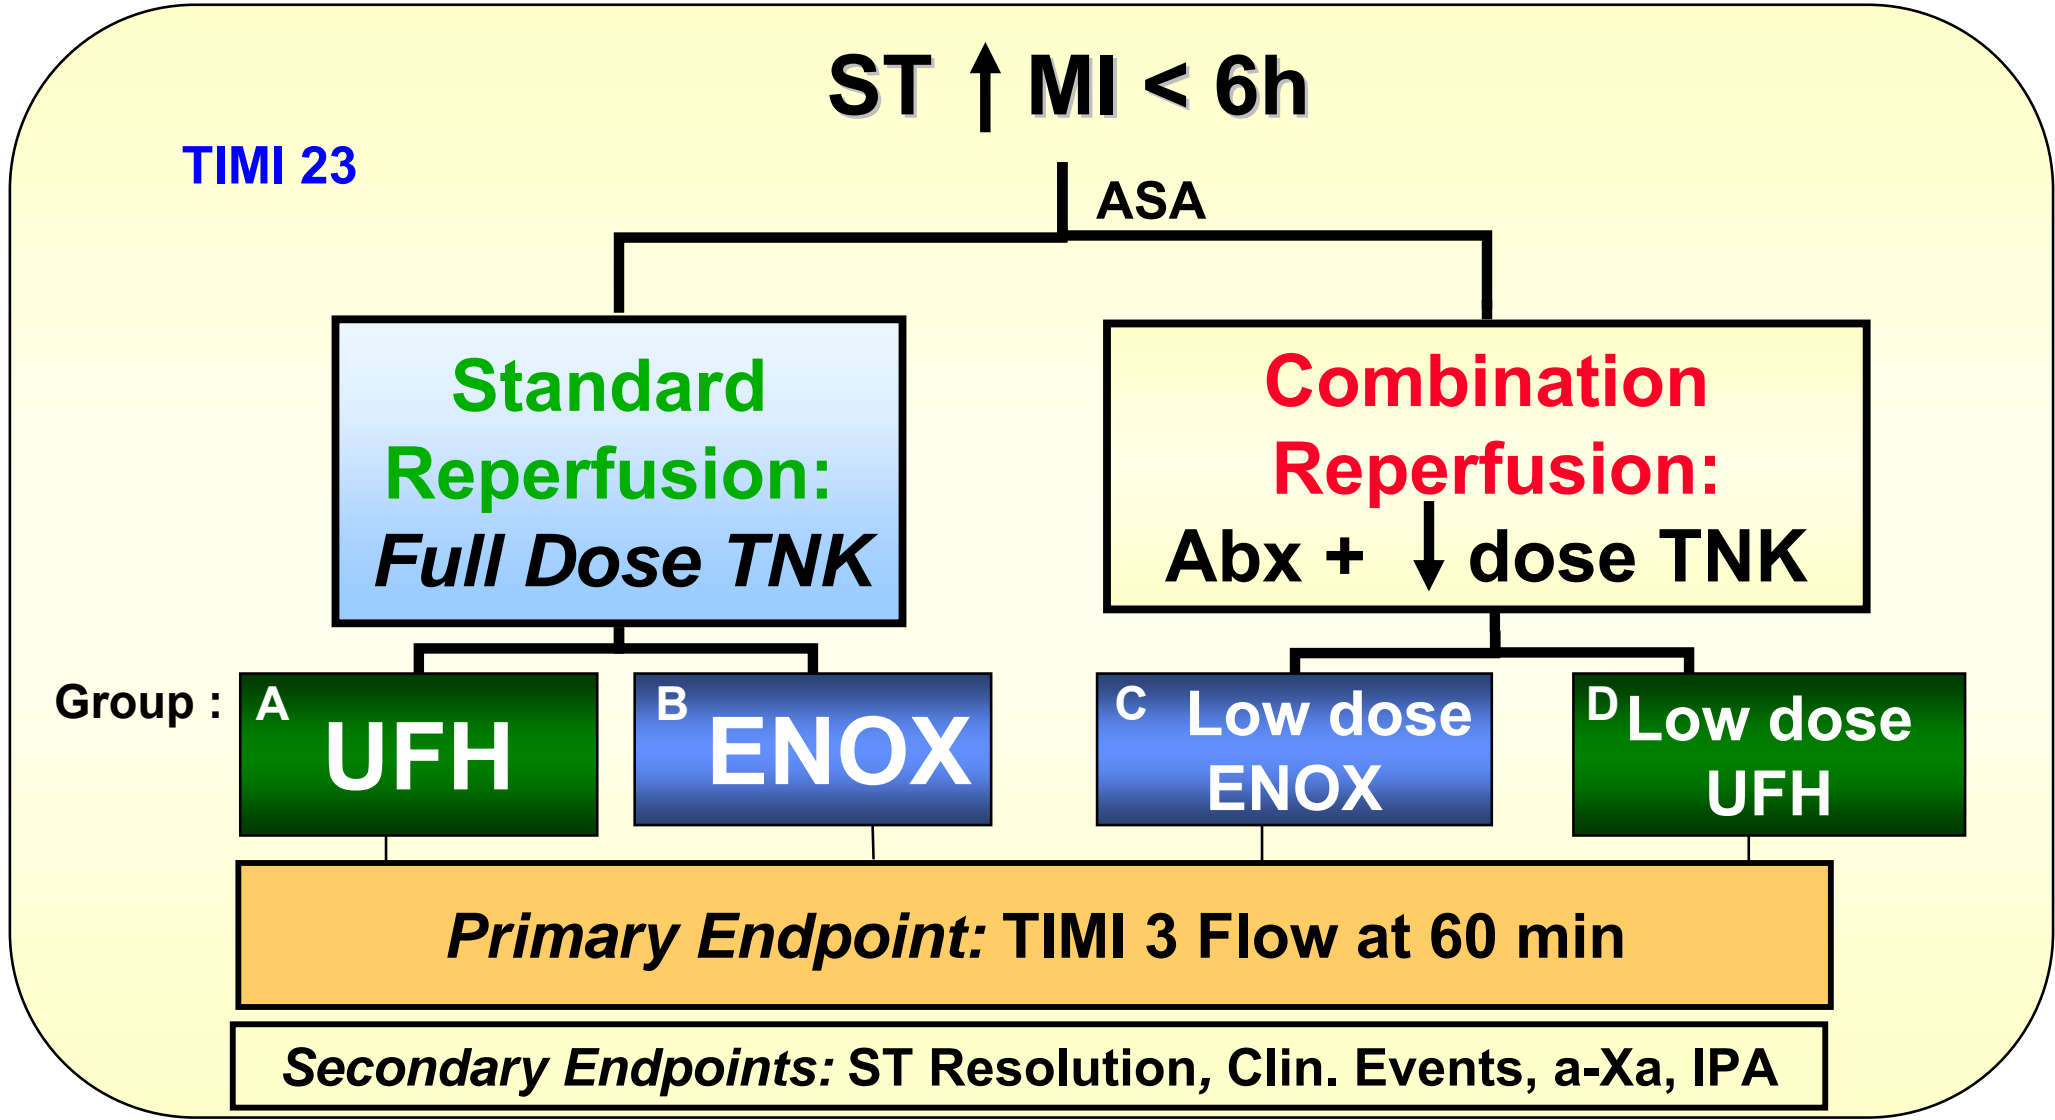 ST ↑ MI < 6h
TIMI 23
ASA
Standard
Reperfusion:
Full Dose TNK
Combination
Reperfusion:
Abx + ↓ dose TNK
Group :
A
UFH
B
ENOX
C
Low dose
ENOX
D
Low dose
UFH
Primary Endpoint: TIMI 3 Flow at 60 min
Secondary Endpoints: ST Resolution, Clin. Events, a-Xa, IPA